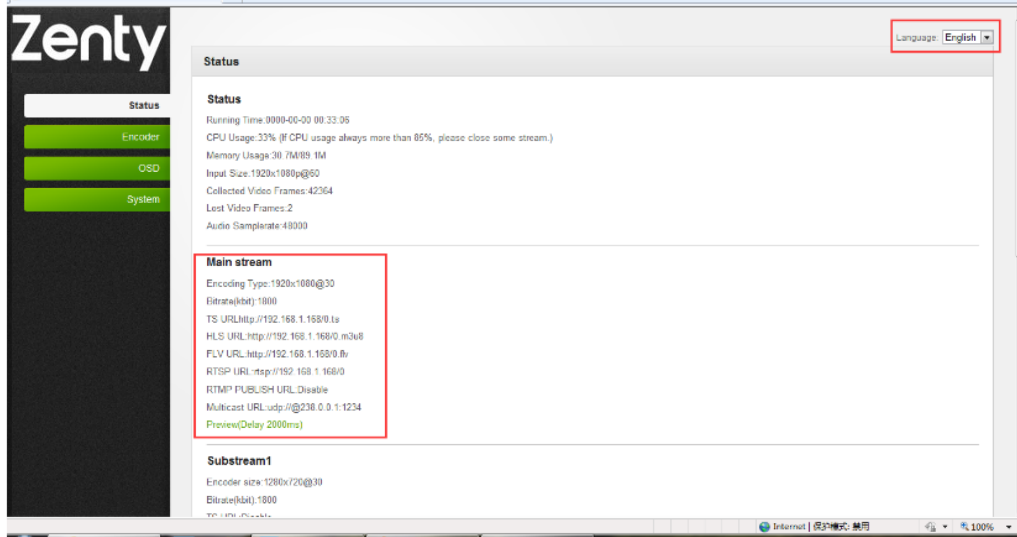 Zenty
Language: English
Status
Status
Encoder
OSD
System
Status
Running Time:0000-00-00 00:33:06
CPU Usage:33% (If CPU usage always more than 85%, please close some stream.)
Memory Usage:30.7M/89.1M
Input Size:1920x1080p@60
Collected Video Frames:42364
Lost Video Frames:2
Audio Samplerate:48000
Main stream
Encoding Type:1920x1080@30
Bitrate(kbit):1800
TS URLhttp://192.168.1.168/0.ts
HLS URL:http://192.168.1.168/0.m3u8
FLV URL:http://192.168.1.168/0.flv
RTSP URL:rtsp://192.168.1.168/0
RTMP PUBLISH URL:Disable
Multicast URL:udp://@238.0.0.1:1234
Preview(Delay 2000ms)
Substream1
Encoder size:1280x720@30
Bitrate(kbit):1800
TS URL:Disable
Internet | 保护模式: 禁用
100%